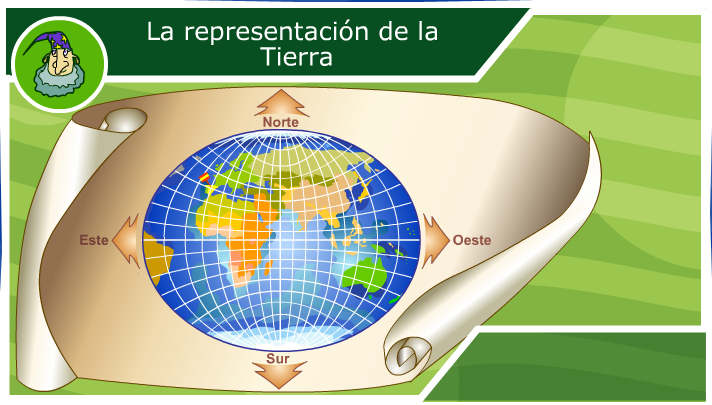 La representación de la
Tierra
Norte
Este
Oeste
Sur